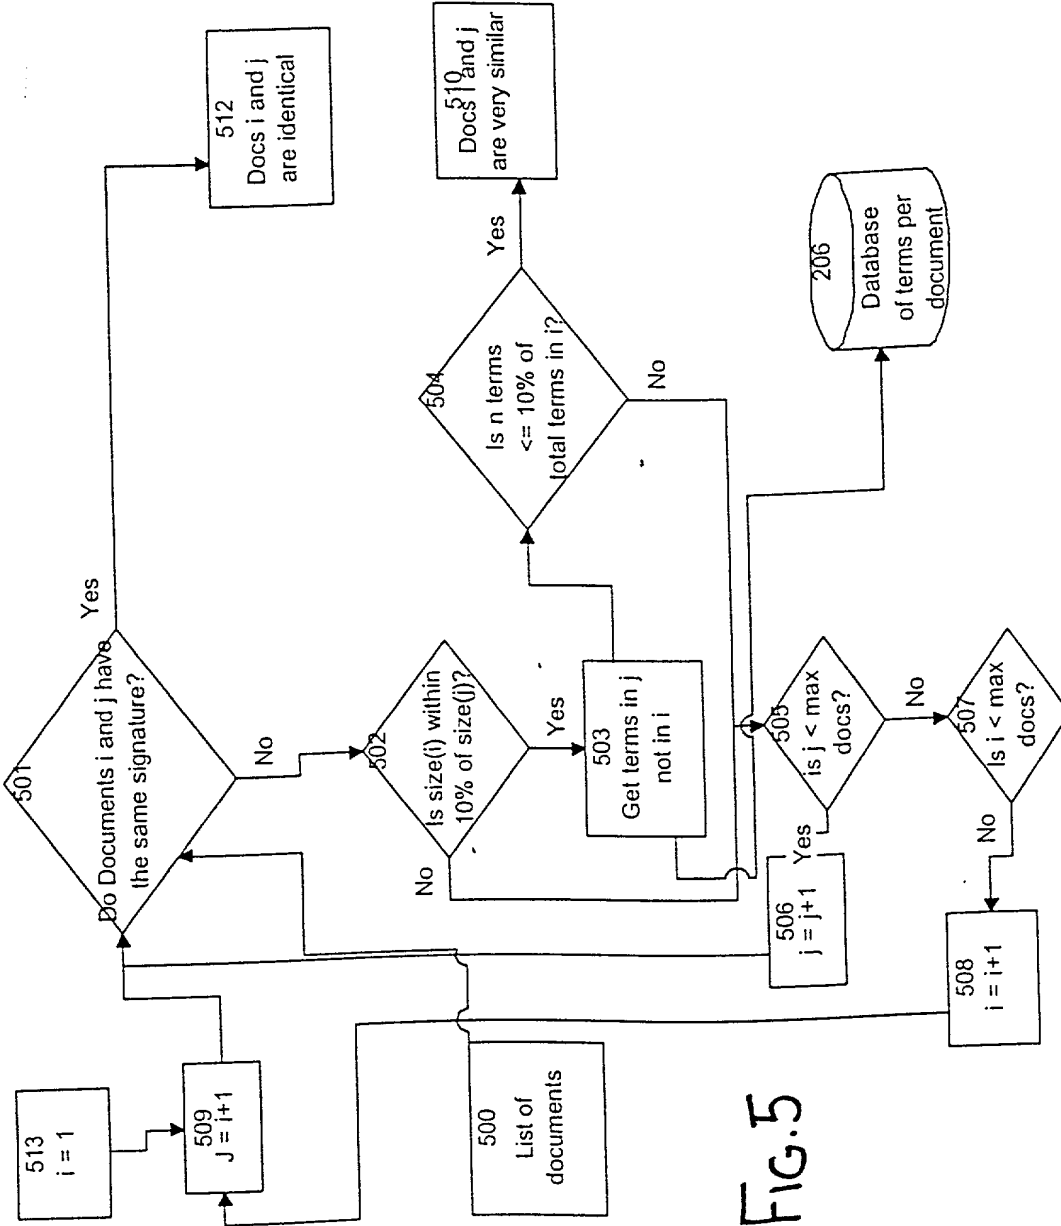 513
i = 1
509
J = i+1
500
List of
documents
501
Do Documents i and j have
the same signature?
Yes
No
512
Docs i and j
are identical
502
Is size(i) within
10% of size(j)?
No
Yes
503
Get terms in j
not in i
504
Is n terms
<= 10% of
total terms in i?
Yes
No
510
Docs i and j
are very similar
206
Database
of terms per
document
505
is j < max
docs?
Yes
No
506
j = j+1
507
Is i < max
docs?
No
508
i = i+1
FIG.5